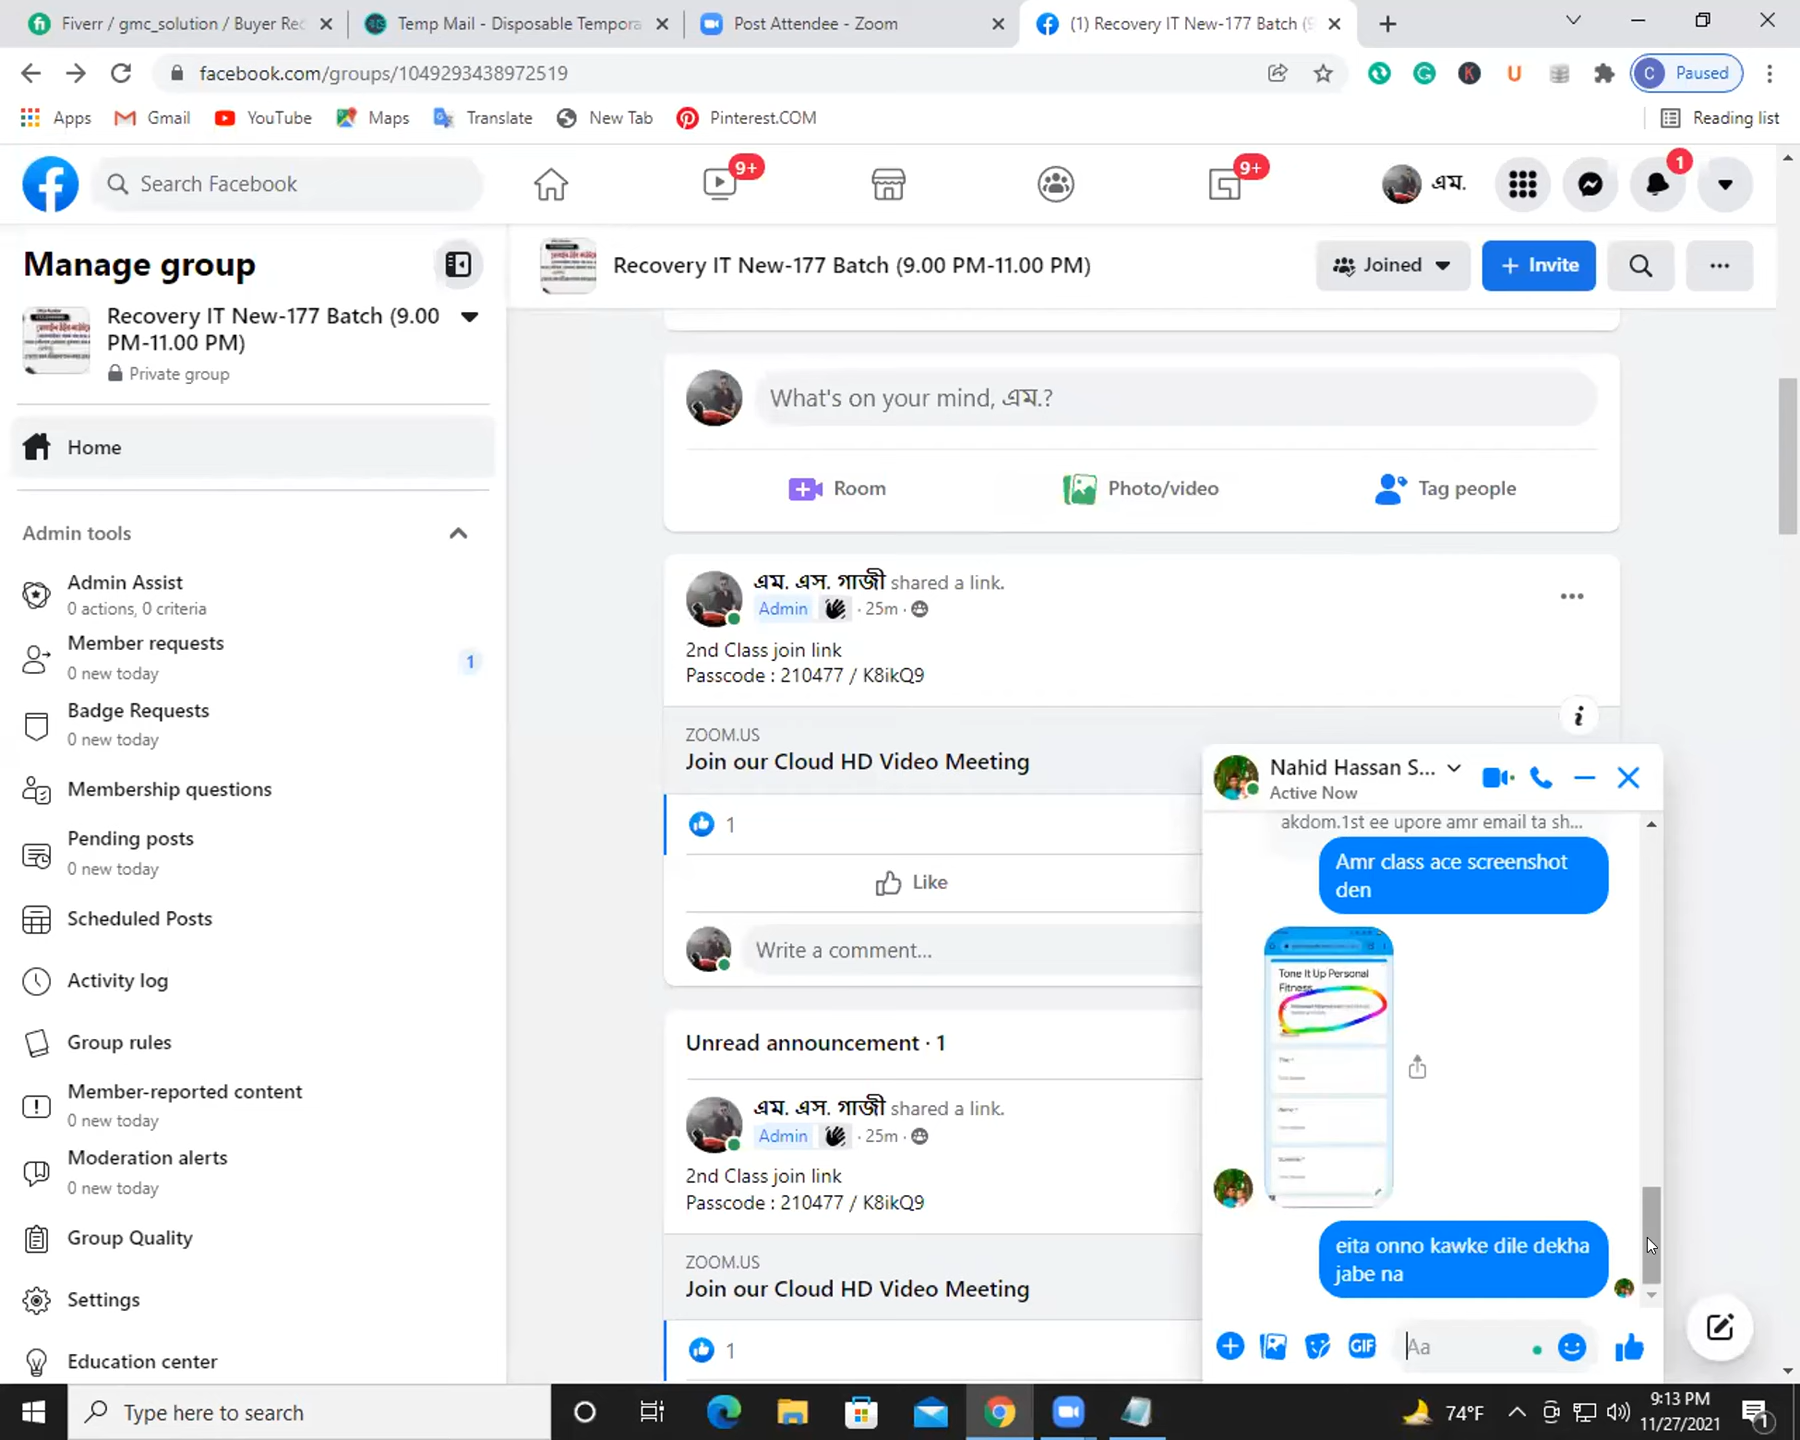 Fiverr / gmc_solution / Buyer Rec
Temp Mail - Disposable Tempora
Post Attendee - Zoom
(1) Recovery IT New-177 Batch (9
facebook.com/groups/1049293438972519
Paused
Apps
Gmail
YouTube
Maps
Translate
New Tab
Pinterest.COM
Reading list
Search Facebook
9+
9+
এম.
1
Manage group
Recovery IT New-177 Batch (9.00 PM-11.00 PM)
Joined
+ Invite
Recovery IT New-177 Batch (9.00
PM-11.00 PM)
Private group
Home
Admin tools
Admin Assist
0 actions, 0 criteria
Member requests
0 new today
1
Badge Requests
0 new today
Membership questions
Pending posts
0 new today
Scheduled Posts
Activity log
Group rules
Member-reported content
0 new today
Moderation alerts
0 new today
Group Quality
Settings
Education center
What's on your mind, এম.?
Room
Photo/video
Tag people
এম. এস. গাজী shared a link.
Admin · 25m ·
2nd Class join link
Passcode : 210477 / K8ikQ9
ZOOM.US
Join our Cloud HD Video Meeting
1
Like
Write a comment...
Unread announcement · 1
এম. এস. গাজী shared a link.
Admin · 25m ·
2nd Class join link
Passcode : 210477 / K8ikQ9
ZOOM.US
Join our Cloud HD Video Meeting
1
Nahid Hassan S...
Active Now
akdom.1st ee upore amr email ta sh...
Amr class ace screenshot
den
Tone It Up Personal
Fitness
eita onno kawke dile dekha
jabe na
GIF
Aa
Type here to search
74°F
9:13 PM
11/27/2021
1